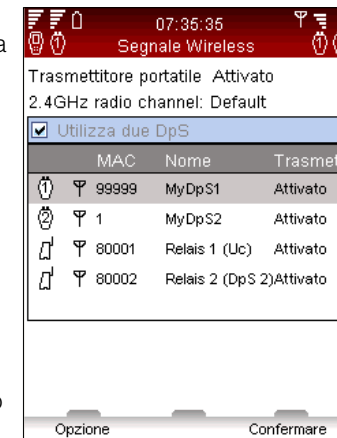 07:35:35
Segnale Wireless
Trasmettitore portatile Attivato
2.4GHz radio channel: Default
Utilizza due DpS
MAC Nome Trasmet
1 99999 MyDpS1 Attivato
2 1 MyDpS2 Attivato
80001 Relais 1 (Uc) Attivato
80002 Relais 2 (DpS 2)Attivato
Opzione Confermare